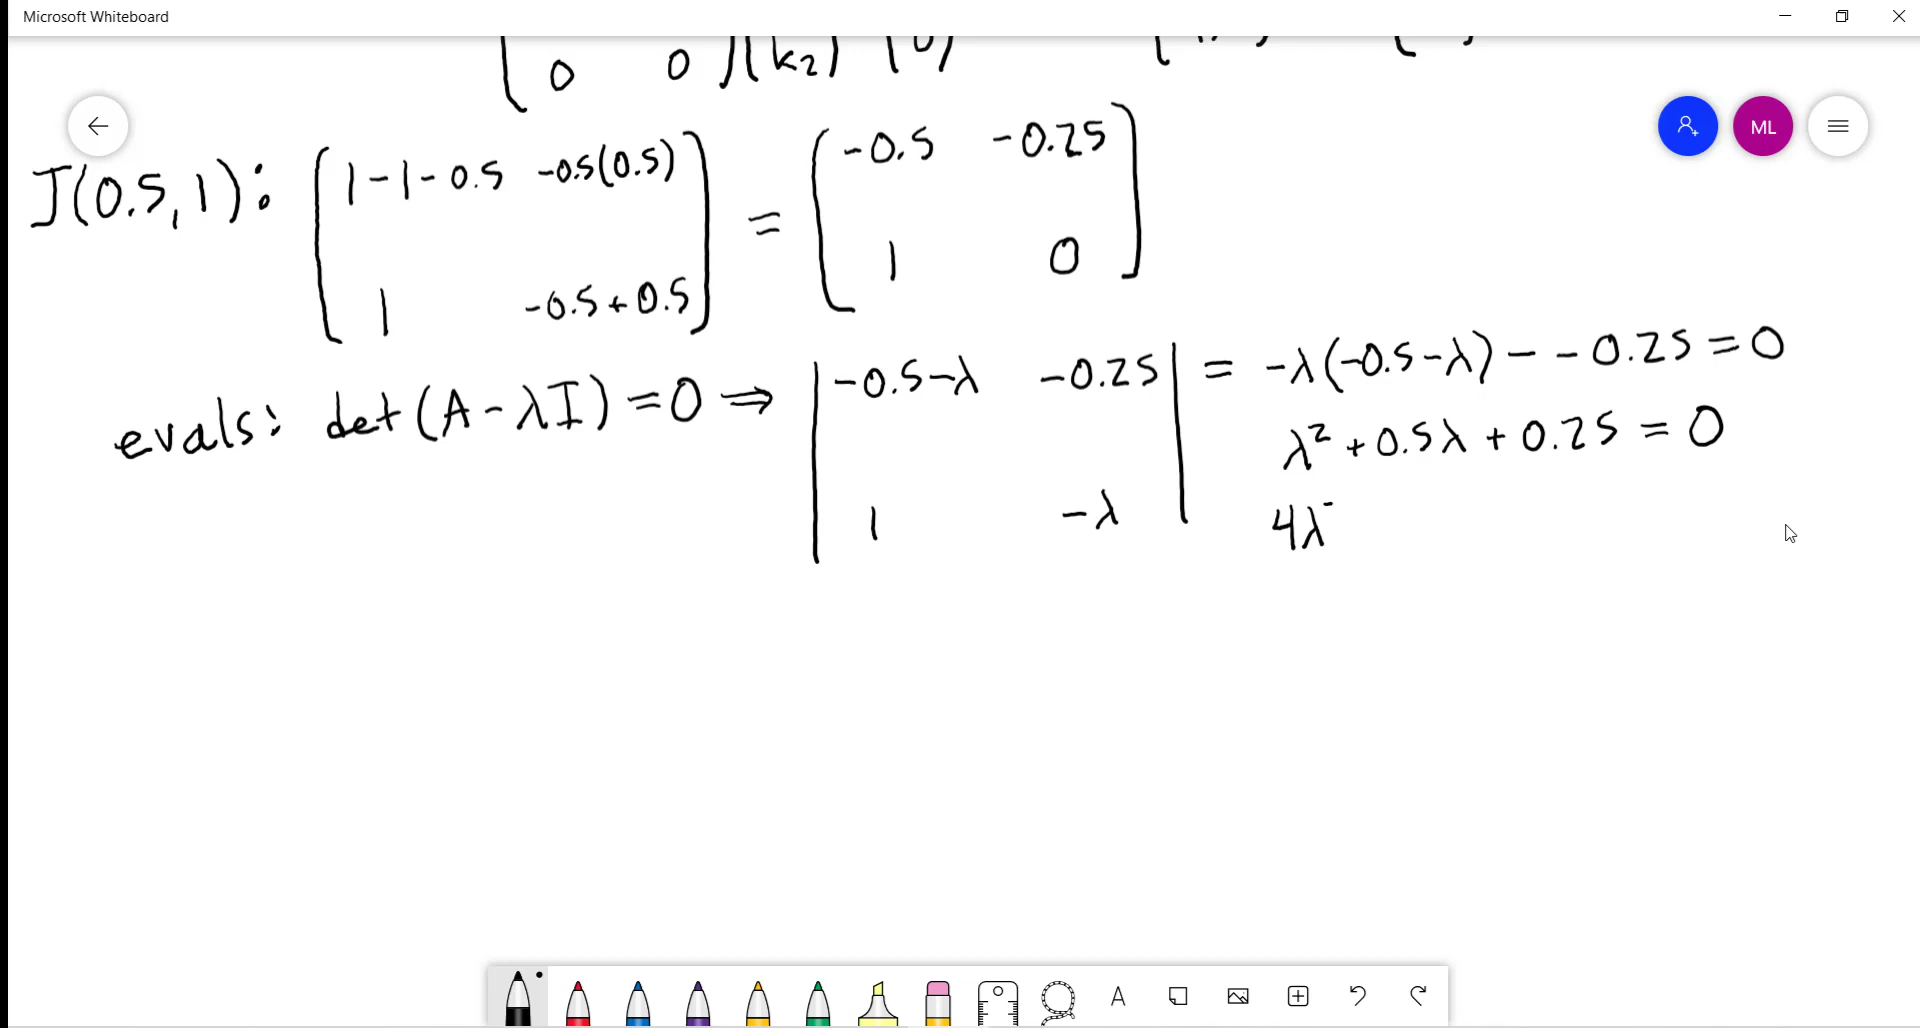 Microsoft Whiteboard
0 0 k₂ 0
ML
J(0.5, 1): [1-1-0.5 -0.5(0.5)] = [-0.5 -0.25]
[1 -0.5+0.5] [1 0]
evals: det(A-λI)=0 ⇒ |-0.5-λ -0.25| = -λ(-0.5-λ) - -0.25=0
λ²+0.5λ+0.25=0
|1 -λ| 4λ
A